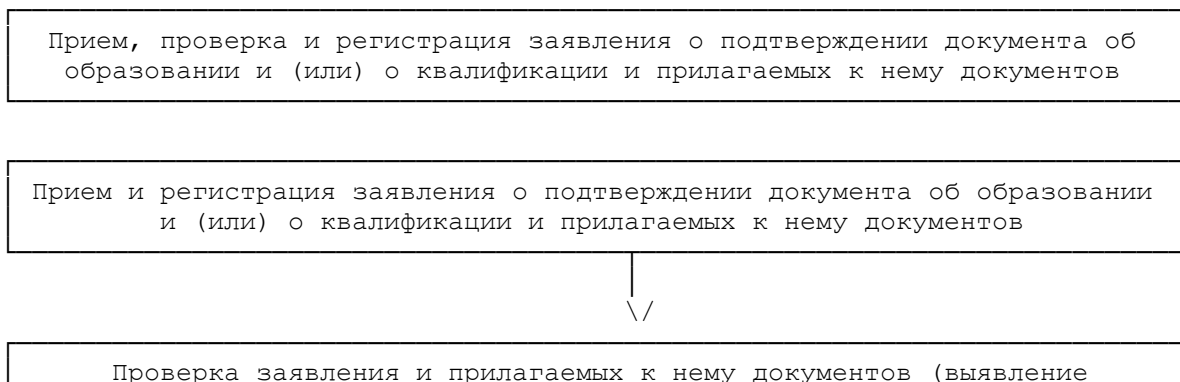 Прием, проверка и регистрация заявления о подтверждении документа об
образовании и (или) о квалификации и прилагаемых к нему документов
Прием и регистрация заявления о подтверждении документа об образовании
и (или) о квалификации и прилагаемых к нему документов
Проверка заявления и прилагаемых к нему документов (выявление